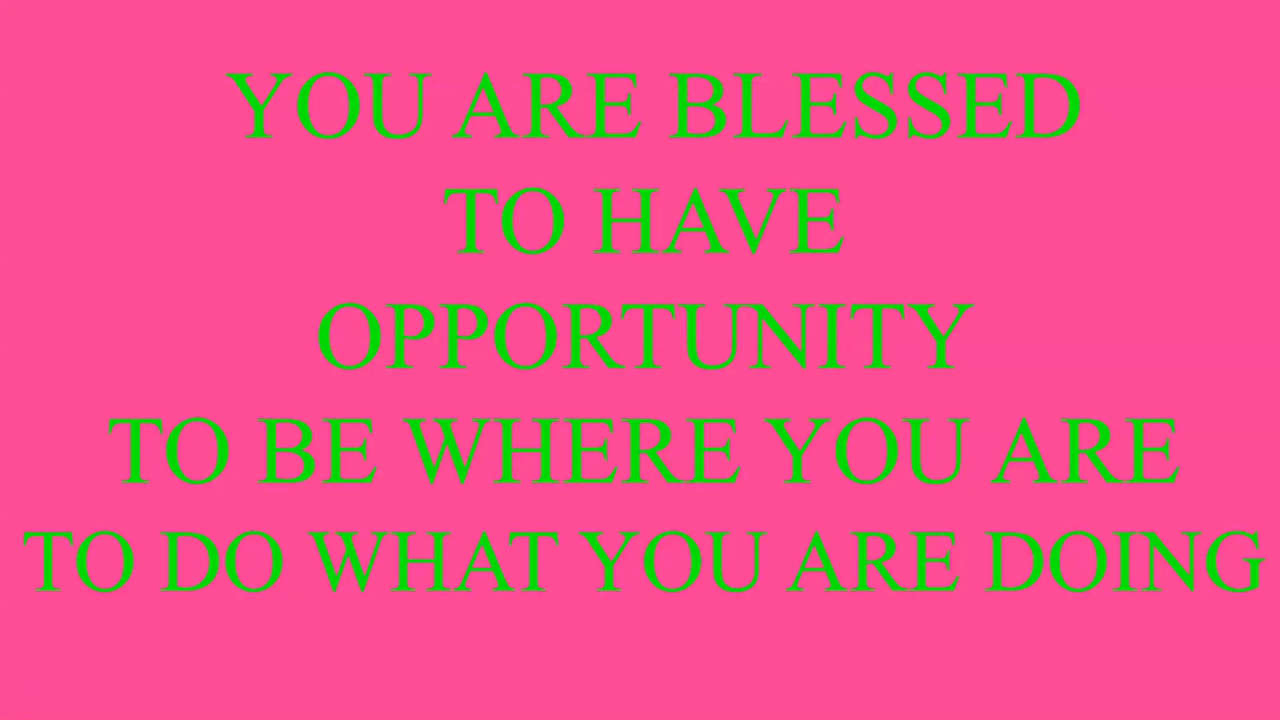 YOU ARE BLESSED
TO HAVE
OPPORTUNITY
TO BE WHERE YOU ARE
TO DO WHAT YOU ARE DOING